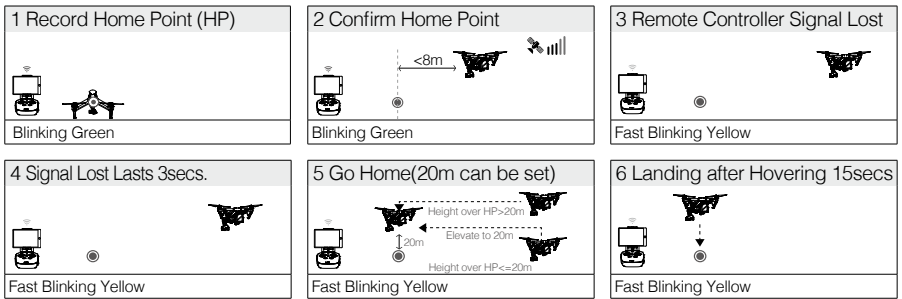 1 Record Home Point (HP)
Blinking Green
2 Confirm Home Point
<8m
Blinking Green
3 Remote Controller Signal Lost
Fast Blinking Yellow
4 Signal Lost Lasts 3secs.
Fast Blinking Yellow
5 Go Home(20m can be set)
Height over HP>20m
Elevate to 20m
20m
Height over HP<=20m
Fast Blinking Yellow
6 Landing after Hovering 15secs
Fast Blinking Yellow